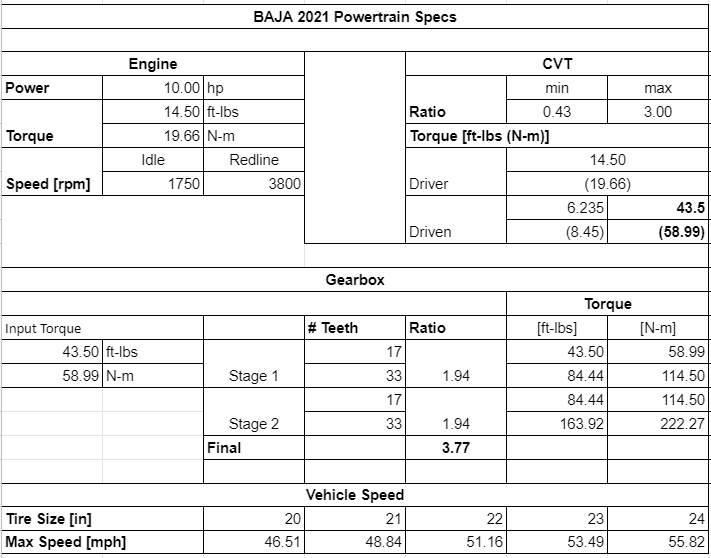 BAJA 2021 Powertrain Specs
Engine CVT
Power 10.00 hp min max
14.50 ft-lbs Ratio 0.43 3.00
Torque 19.66 N-m Torque [ft-lbs (N-m)]
Idle Redline 14.50
Speed [rpm] 1750 3800 Driver (19.66)
6.235 43.5
Driven (8.45) (58.99)
Gearbox
Torque
Input Torque # Teeth Ratio [ft-lbs] [N-m]
43.50 ft-lbs 17 43.50 58.99
58.99 N-m Stage 1 33 1.94 84.44 114.50
17 84.44 114.50
Stage 2 33 1.94 163.92 222.27
Final 3.77
Vehicle Speed
Tire Size [in] 20 21 22 23 24
Max Speed [mph] 46.51 48.84 51.16 53.49 55.82